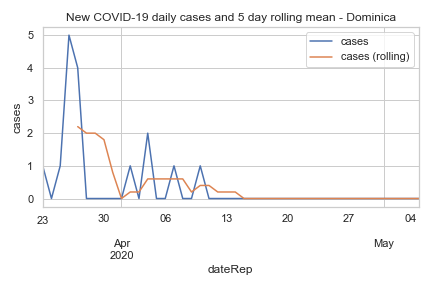 New COVID-19 daily cases and 5 day rolling mean - Dominica
cases
cases (rolling)
5
4
3
2
1
0
cases
23 30 06 13 20 27 04
Apr May
2020
dateRep